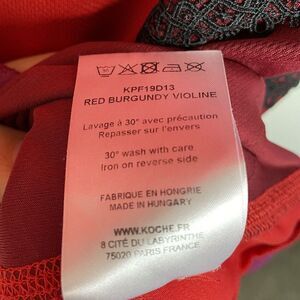 KPF19D13
RED BURGUNDY VIOLINE
Lavage à 30° avec précaution
Repasser sur l'envers
30° wash with care
Iron on reverse side
FABRIQUE EN HONGRIE
MADE IN HUNGARY
WWW.KOCHE.FR
8 CITÉ DU LABYRINTHE
75020 PARIS FRANCE